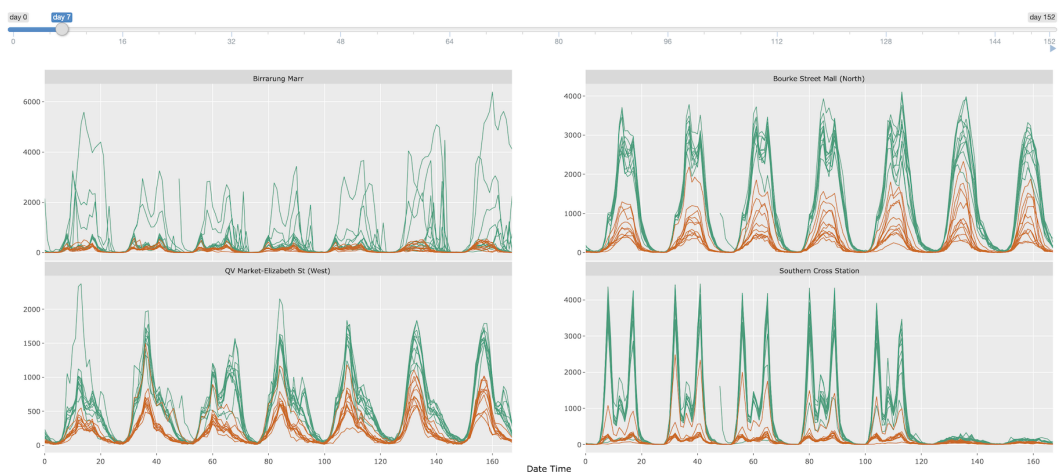 day 0 day 7 day 152
0 16 32 48 64 80 96 112 128 144 152
Birrarung Marr
6000
4000
2000
0
Bourke Street Mall (North)
4000
3000
2000
1000
0
QV Market-Elizabeth St (West)
2000
1500
1000
500
0
0 20 40 60 80 100 120 140 160
Southern Cross Station
4000
3000
2000
1000
0
0 20 40 60 80 100 120 140 160
Date Time